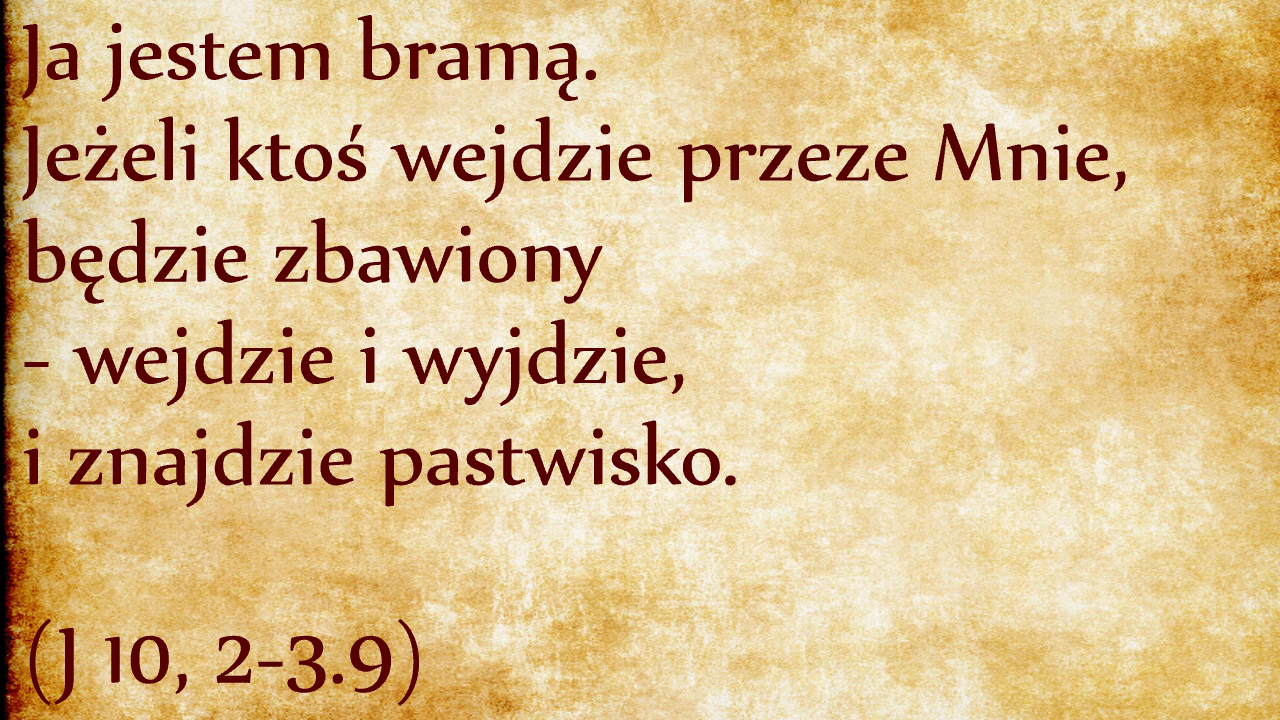 Ja jestem bramą.
Jeżeli ktoś wejdzie przeze Mnie,
będzie zbawiony
- wejdzie i wyjdzie,
i znajdzie pastwisko.
(J 10, 2-3.9)